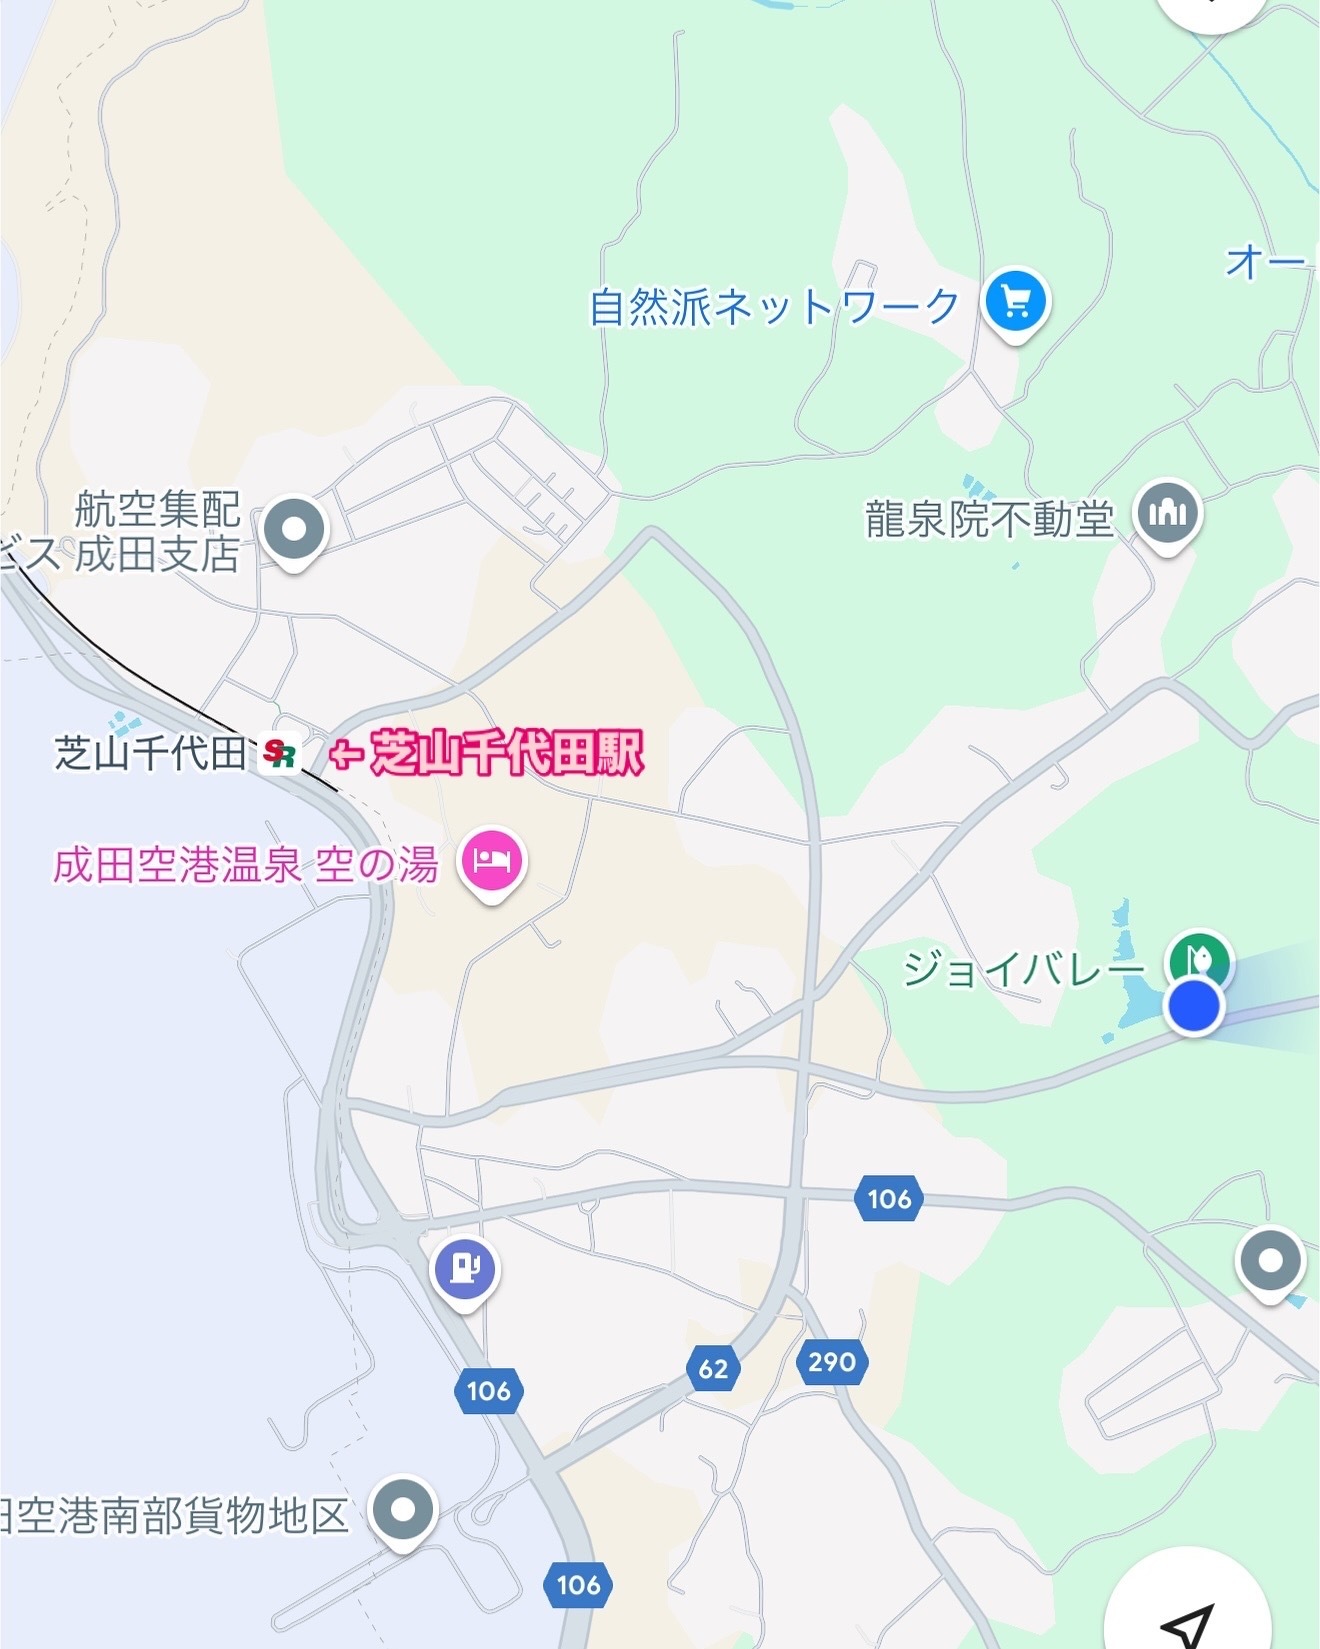 オー
自然派ネットワーク
航空集配
ビス 成田支店
龍泉院不動堂
芝山千代田 SR ←芝山千代田駅
成田空港温泉 空の湯
ジョイバレー
106
62
290
106
田空港南部貨物地区
106